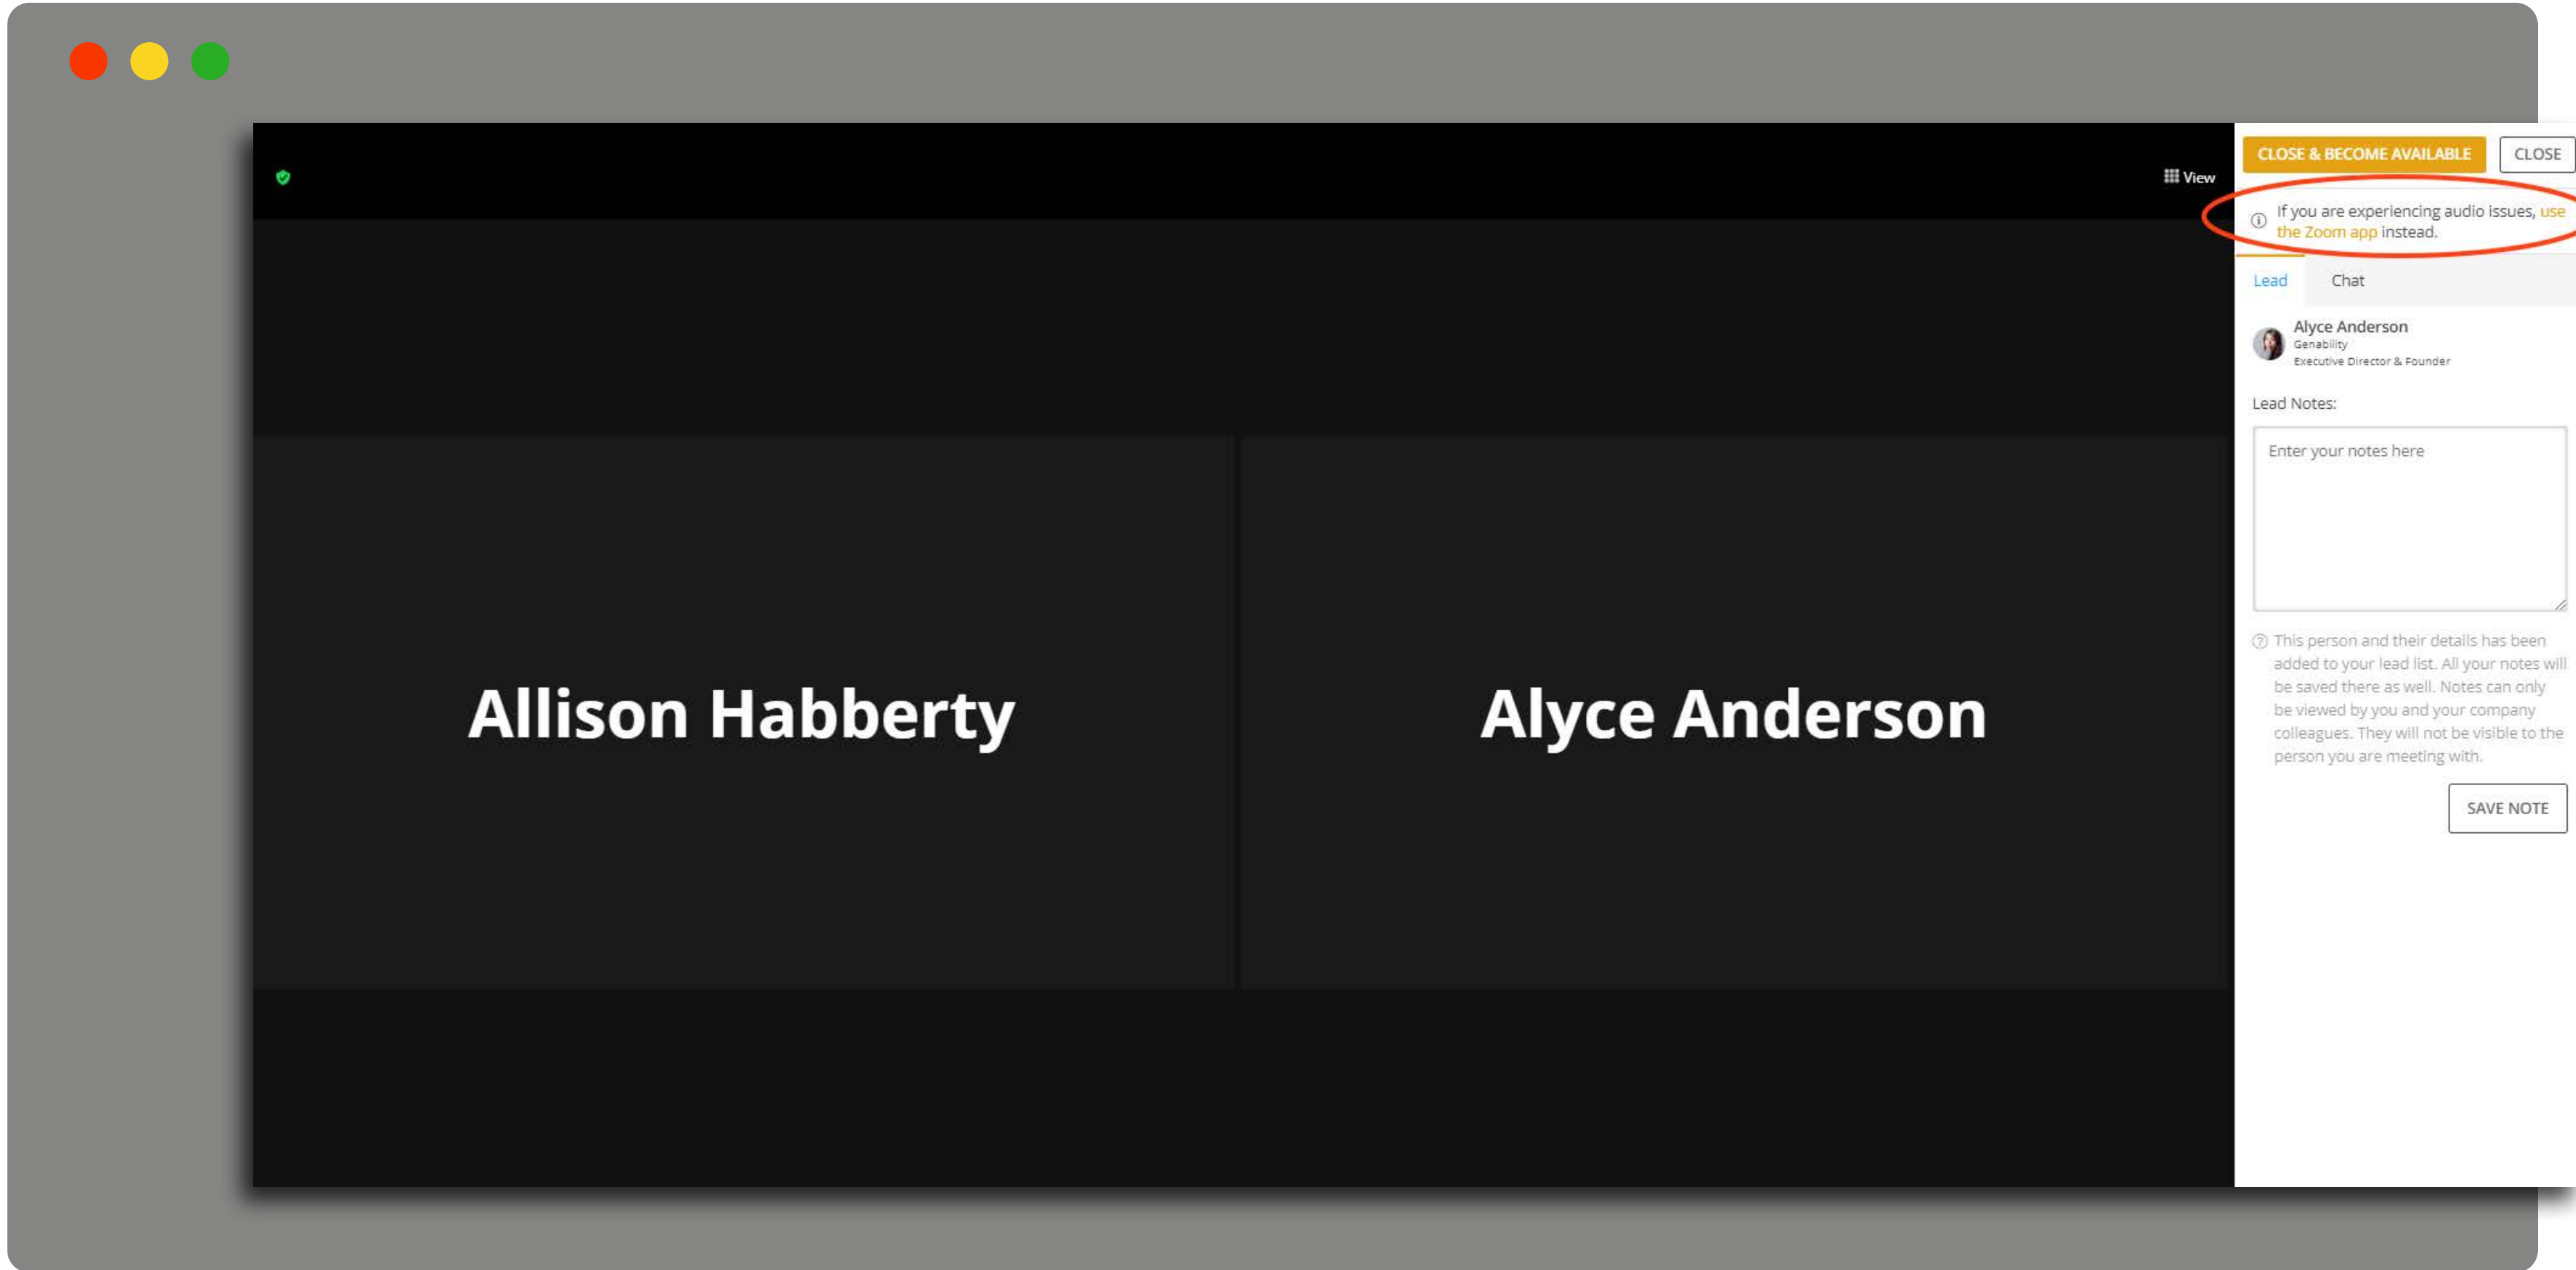 View
CLOSE & BECOME AVAILABLE
CLOSE
If you are experiencing audio issues, use
the Zoom app instead.
Lead
Chat
Alyce Anderson
Genability
Executive Director & Founder
Lead Notes:
Enter your notes here
This person and their details has been
added to your lead list. All your notes will
be saved there as well. Notes can only
be viewed by you and your company
colleagues. They will not be visible to the
person you are meeting with.
SAVE NOTE
Allison Habberty
Alyce Anderson